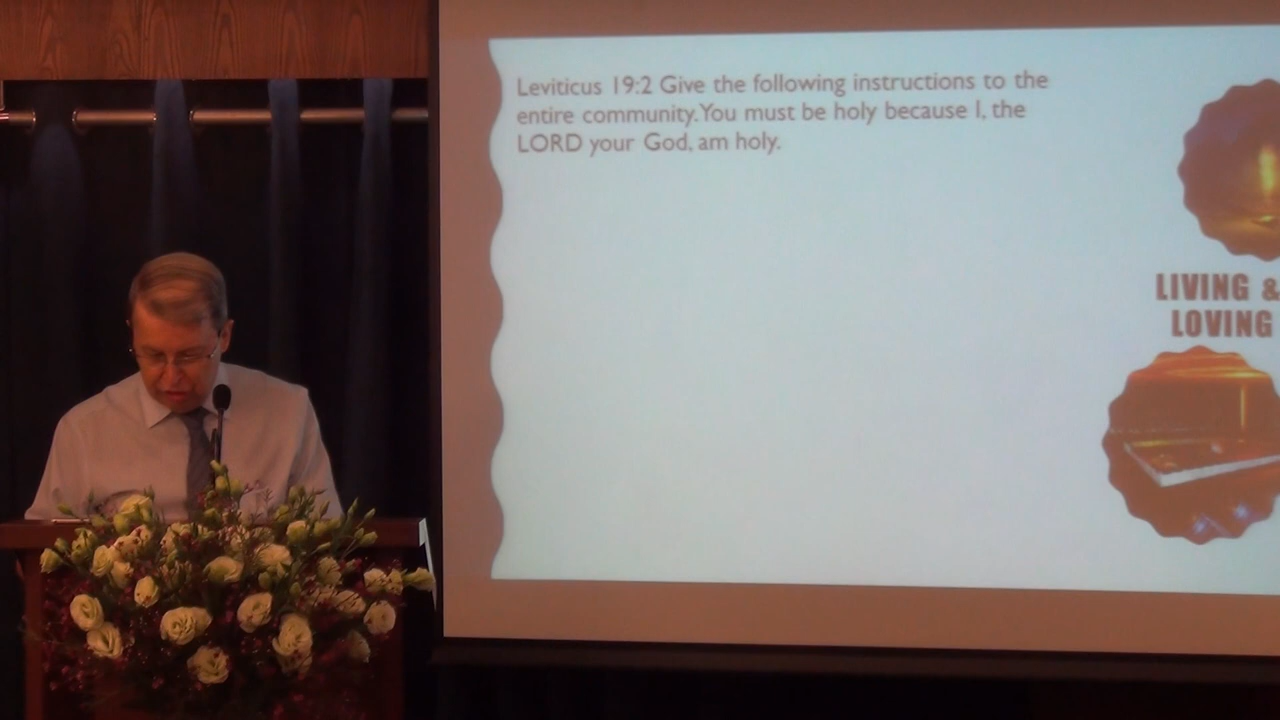 Leviticus 19:2 Give the following instructions to the
entire community. You must be holy because I, the
LORD your God, am holy.
LIVING &
LOVING